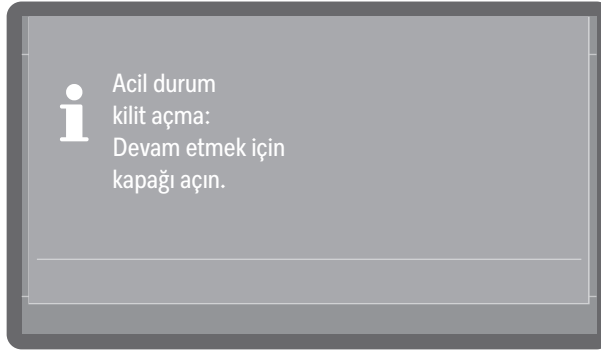 Acil durum
kilit açma:
Devam etmek için
kapağı açın.